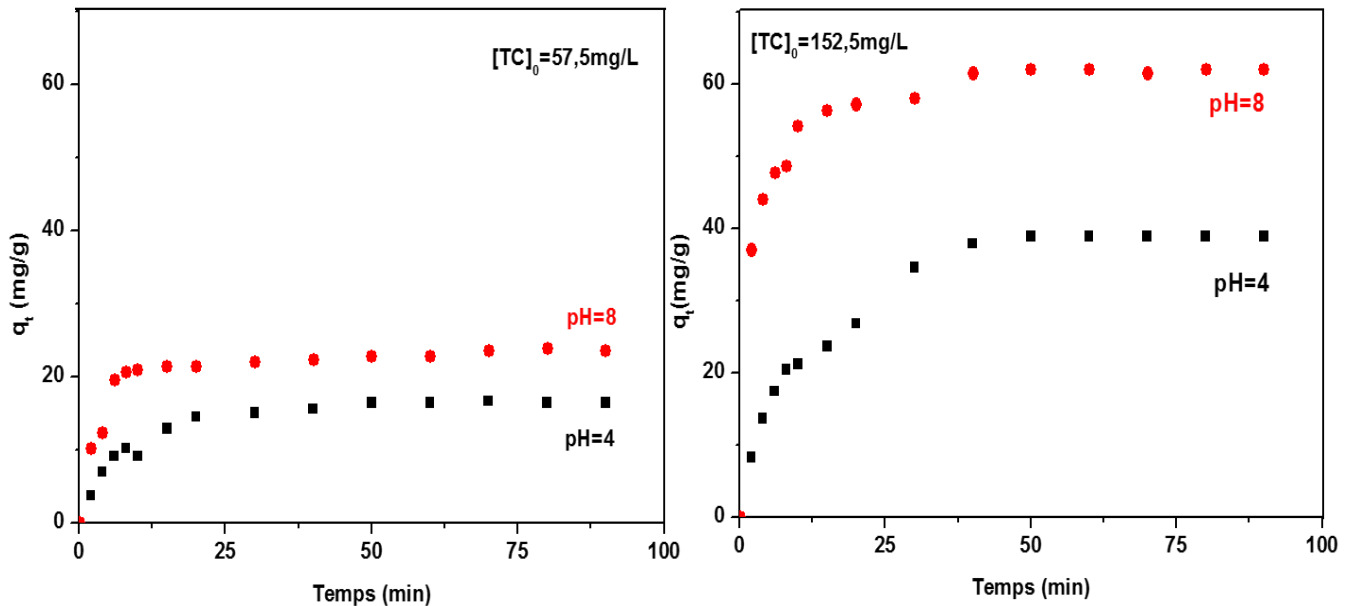 [TC]₀=57,5mg/L
60
40
20
0
qₜ (mg/g)
pH=8
pH=4
0
25
50
75
100
Temps (min)
[TC]₀=152,5mg/L
60
40
20
0
qₜ(mg/g)
pH=8
pH=4
0
25
50
75
100
Temps (min)